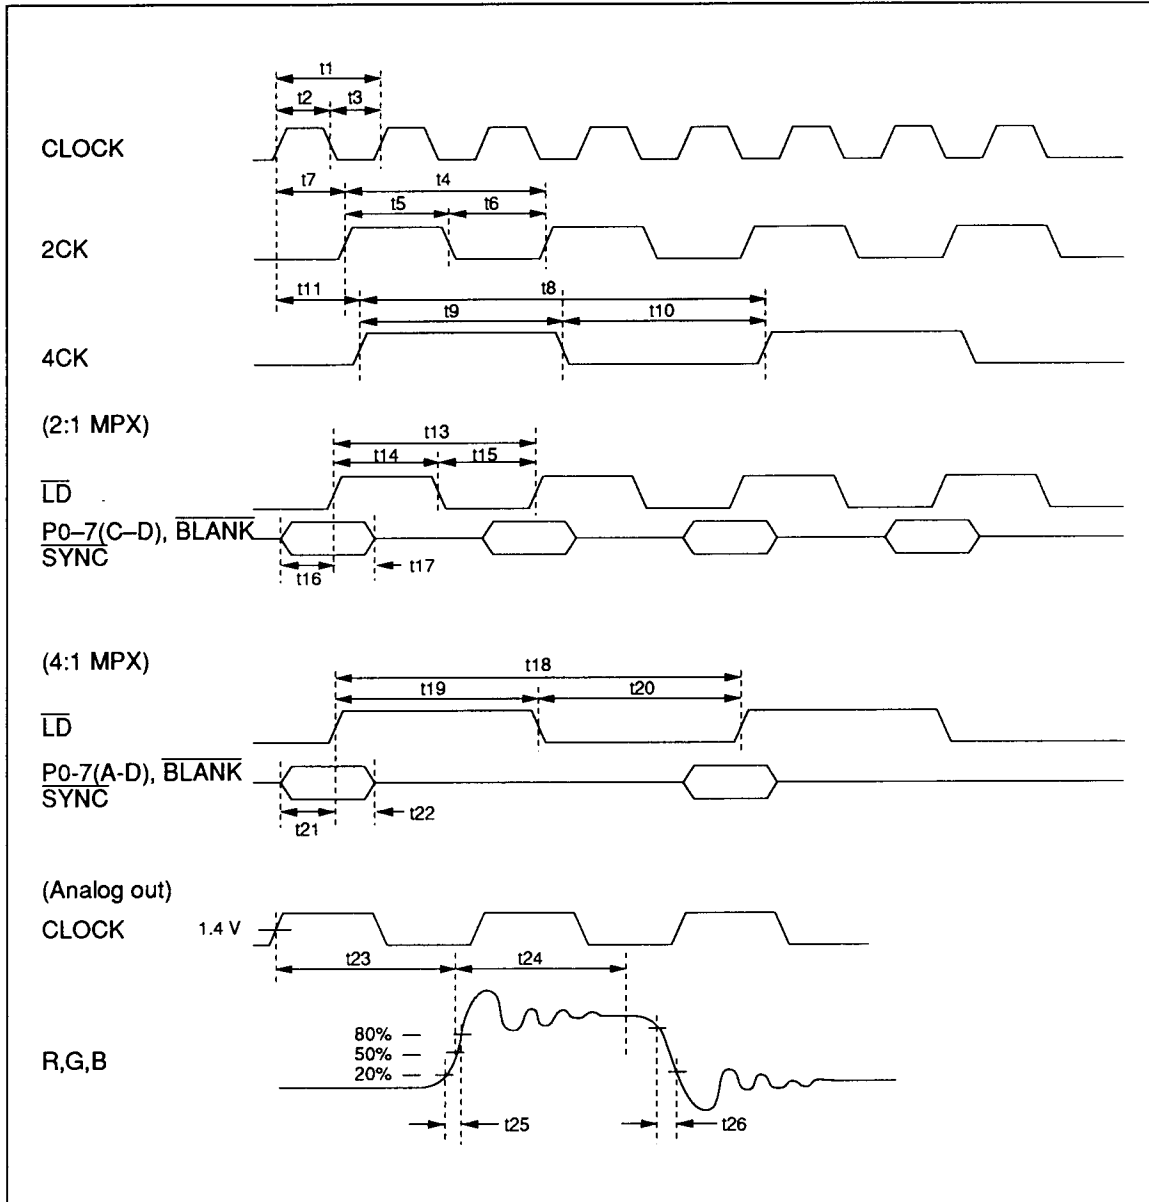 t1
t2 t3
CLOCK
t7 t4
t5 t6
2CK
t11 t8
t9 t10
4CK
(2:1 MPX)
t13
t14 t15
LD
P0–7(C–D), BLANK
SYNC
t16 t17
(4:1 MPX)
t18
t19 t20
LD
P0-7(A-D), BLANK
SYNC
t21 t22
(Analog out)
CLOCK 1.4 V
t23 t24
80%
50%
R,G,B
20%
t25 t26